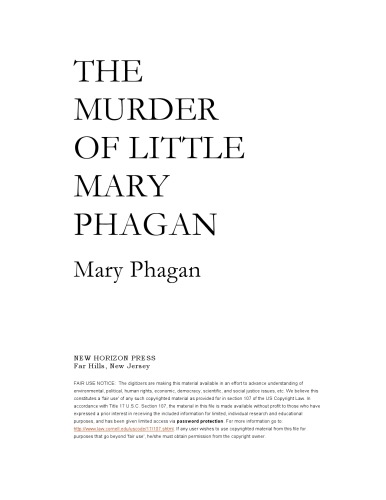 THE
MURDER
OF LITTLE
MARY
PHAGAN
Mary Phagan
NEW HORIZON PRESS
Far Hills, New Jersey
FAIR USE NOTICE: The digitizers are making this material available in an effort to advance understanding of
environmental, political, human rights, economic, democracy, scientific, and social justice issues, etc. We believe this
constitutes a 'fair use' of any such copyrighted material as provided for in section 107 of the US Copyright Law. In
accordance with Title 17 U.S.C. Section 107, the material in this file is made available without profit to those who have
expressed a prior interest in receiving the included information for limited, individual research and educational
purposes, and has been given limited access via password protection. For more information go to:
http://www.law.cornell.edu/uscode/17/107.shtml. If any user wishes to use copyrighted material from this file for
purposes that go beyond 'fair use', he/she must obtain permission from the copyright owner.